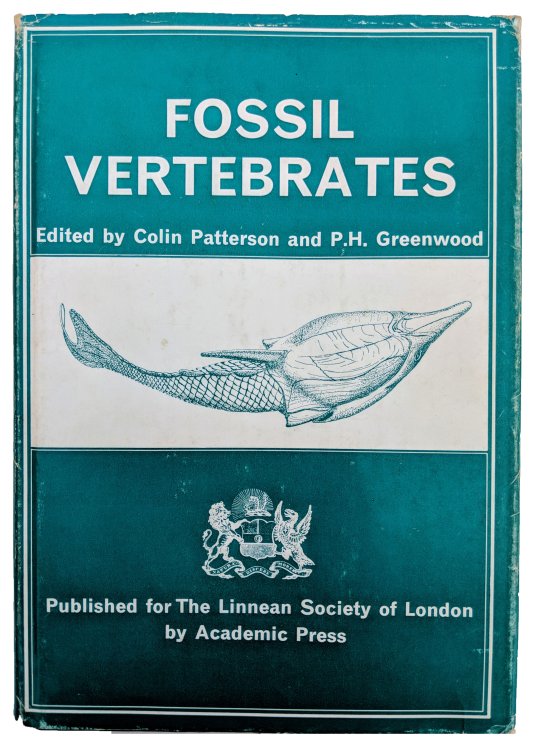 FOSSIL
VERTEBRATES
Edited by Colin Patterson and P.H. Greenwood
Published for The Linnean Society of London
by Academic Press